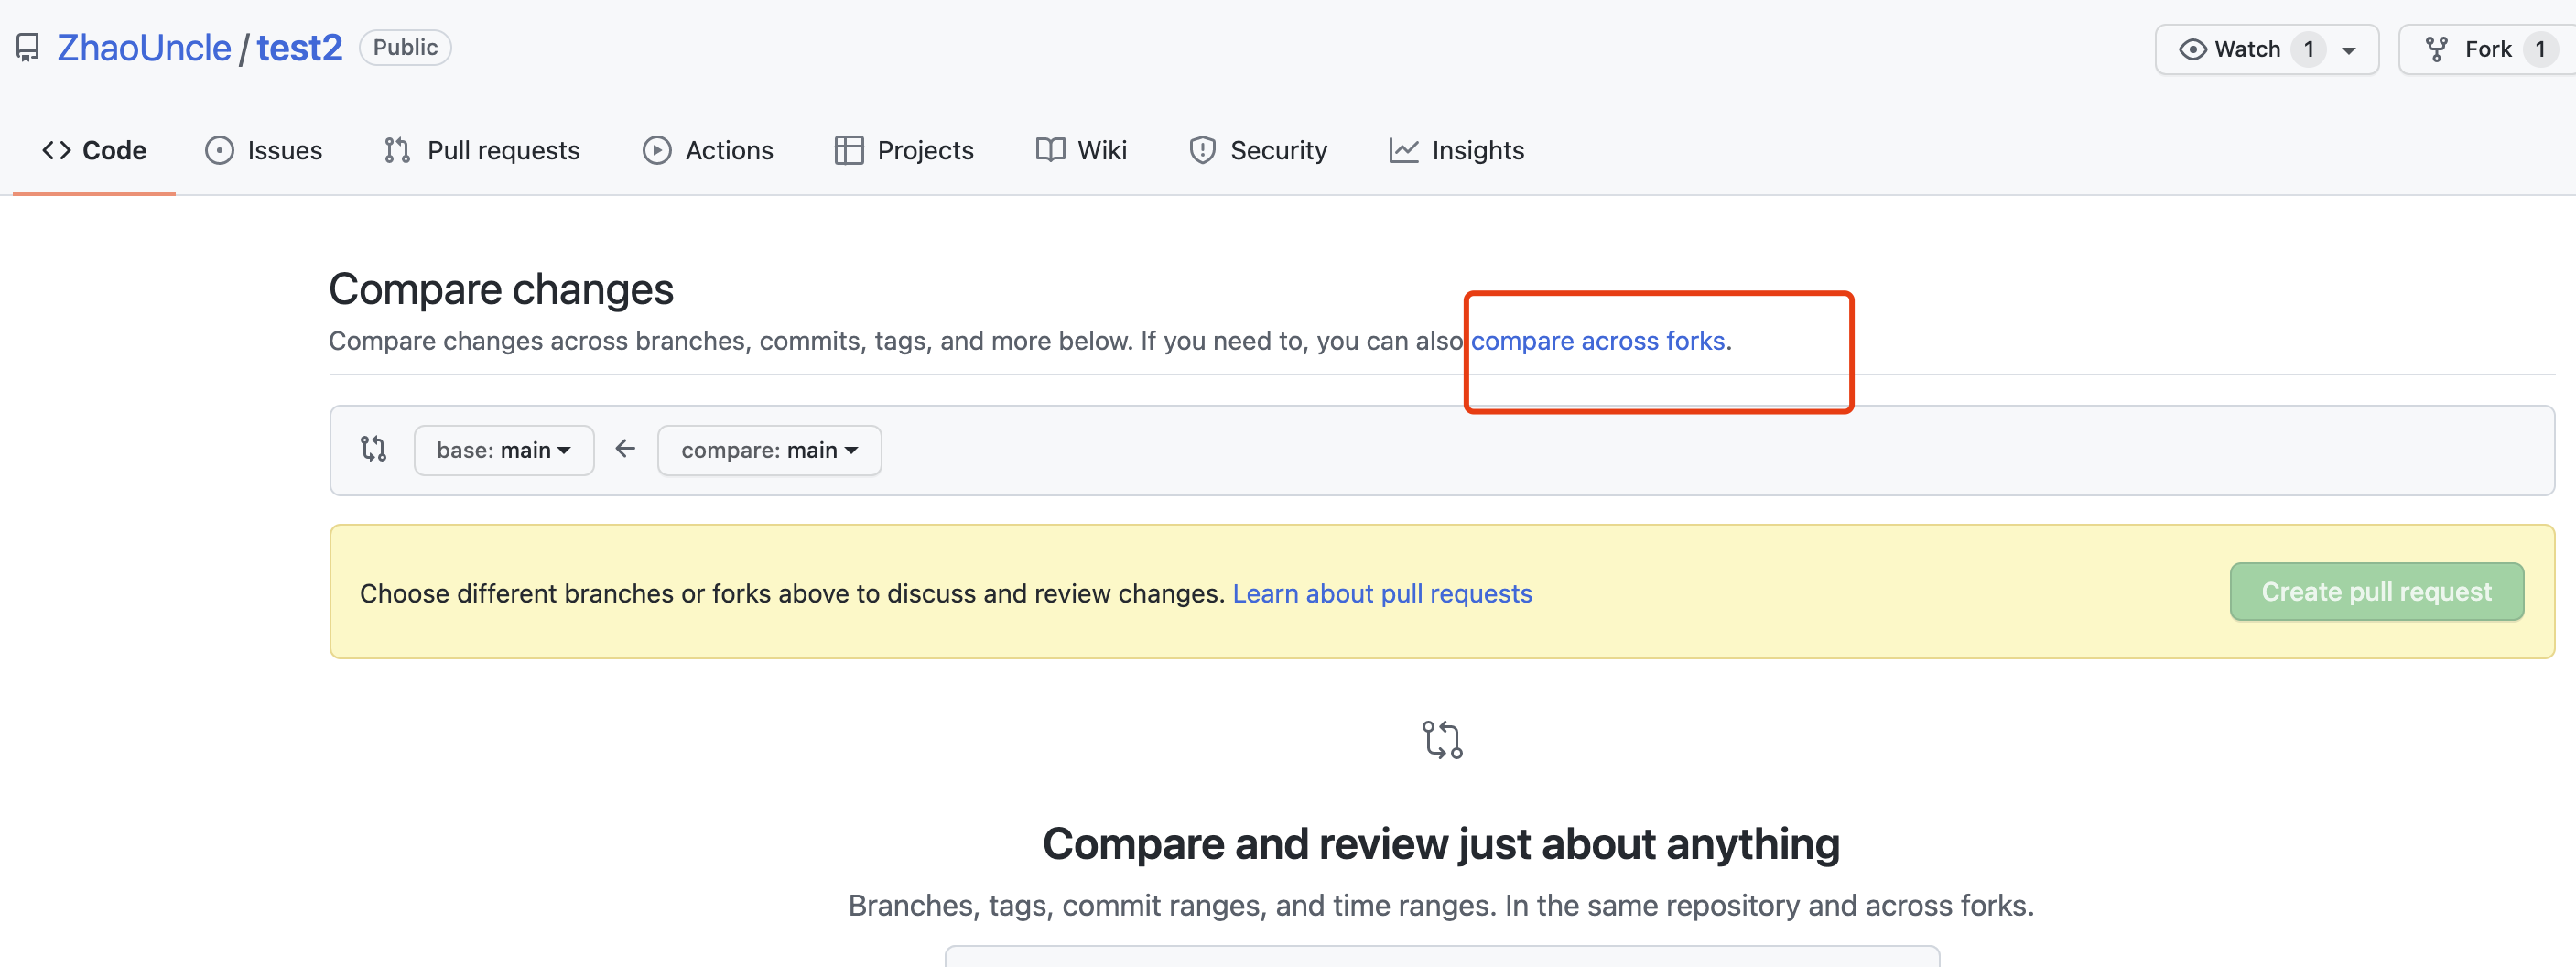 ZhaoUncle / test2 Public Watch 1 Fork 1
Code Issues Pull requests Actions Projects Wiki Security Insights
Compare changes
Compare changes across branches, commits, tags, and more below. If you need to, you can also compare across forks.
base: main compare: main
Choose different branches or forks above to discuss and review changes. Learn about pull requests Create pull request
Compare and review just about anything
Branches, tags, commit ranges, and time ranges. In the same repository and across forks.